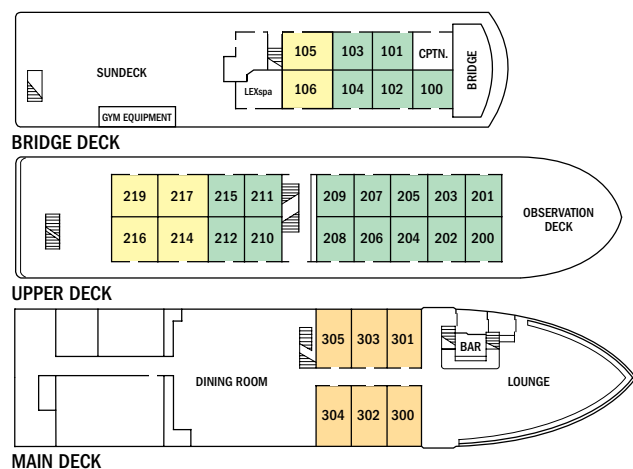 105 103 101 CPTN.
SUNDECK
BRIDGE
LEXspa 106 104 102 100
GYM EQUIPMENT
BRIDGE DECK
219 217 215 211 209 207 205 203 201
OBSERVATION
DECK
216 214 212 210 208 206 204 202 200
UPPER DECK
305 303 301
BAR
DINING ROOM
LOUNGE
304 302 300
MAIN DECK